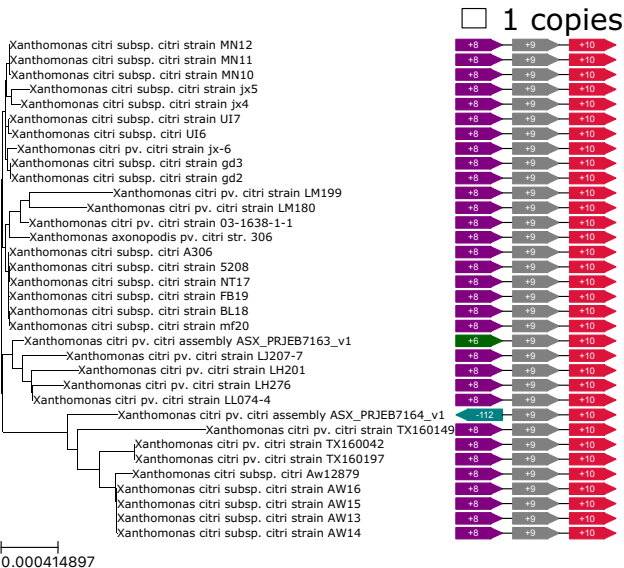 1 copies
Xanthomonas citri subsp. citri strain MN12 +8 +9 +10
Xanthomonas citri subsp. citri strain MN11 +8 +9 +10
Xanthomonas citri subsp. citri strain MN10 +8 +9 +10
Xanthomonas citri subsp. citri strain jx5 +8 +9 +10
Xanthomonas citri subsp. citri strain jx4 +8 +9 +10
Xanthomonas citri subsp. citri strain UI7 +8 +9 +10
Xanthomonas citri subsp. citri UI6 +8 +9 +10
Xanthomonas citri pv. citri strain jx-6 +8 +9 +10
Xanthomonas citri subsp. citri strain gd3 +8 +9 +10
Xanthomonas citri subsp. citri strain gd2 +8 +9 +10
Xanthomonas citri pv. citri strain LM199 +8 +9 +10
Xanthomonas citri pv. citri strain LM180 +8 +9 +10
Xanthomonas citri pv. citri strain 03-1638-1-1 +8 +9 +10
Xanthomonas axonopodis pv. citri str. 306 +8 +9 +10
Xanthomonas citri subsp. citri A306 +8 +9 +10
Xanthomonas citri subsp. citri strain 5208 +8 +9 +10
Xanthomonas citri subsp. citri strain NT17 +8 +9 +10
Xanthomonas citri subsp. citri strain FB19 +8 +9 +10
Xanthomonas citri subsp. citri strain BL18 +8 +9 +10
Xanthomonas citri subsp. citri strain mf20 +8 +9 +10
Xanthomonas citri pv. citri assembly ASX_PRJEB7163_v1 +6 +9 +10
Xanthomonas citri pv. citri strain LJ207-7 +8 +9 +10
Xanthomonas citri pv. citri strain LH201 +8 +9 +10
Xanthomonas citri pv. citri strain LH276 +8 +9 +10
Xanthomonas citri pv. citri strain LL074-4 +8 +9 +10
Xanthomonas citri pv. citri assembly ASX_PRJEB7164_v1 -112 +9 +10
Xanthomonas citri pv. citri strain TX160149 +8 +9 +10
Xanthomonas citri pv. citri strain TX160042 +8 +9 +10
Xanthomonas citri pv. citri strain TX160197 +8 +9 +10
Xanthomonas citri subsp. citri Aw12879 +8 +9 +10
Xanthomonas citri subsp. citri strain AW16 +8 +9 +10
Xanthomonas citri subsp. citri strain AW15 +8 +9 +10
Xanthomonas citri subsp. citri strain AW13 +8 +9 +10
Xanthomonas citri subsp. citri strain AW14 +8 +9 +10
0.000414897